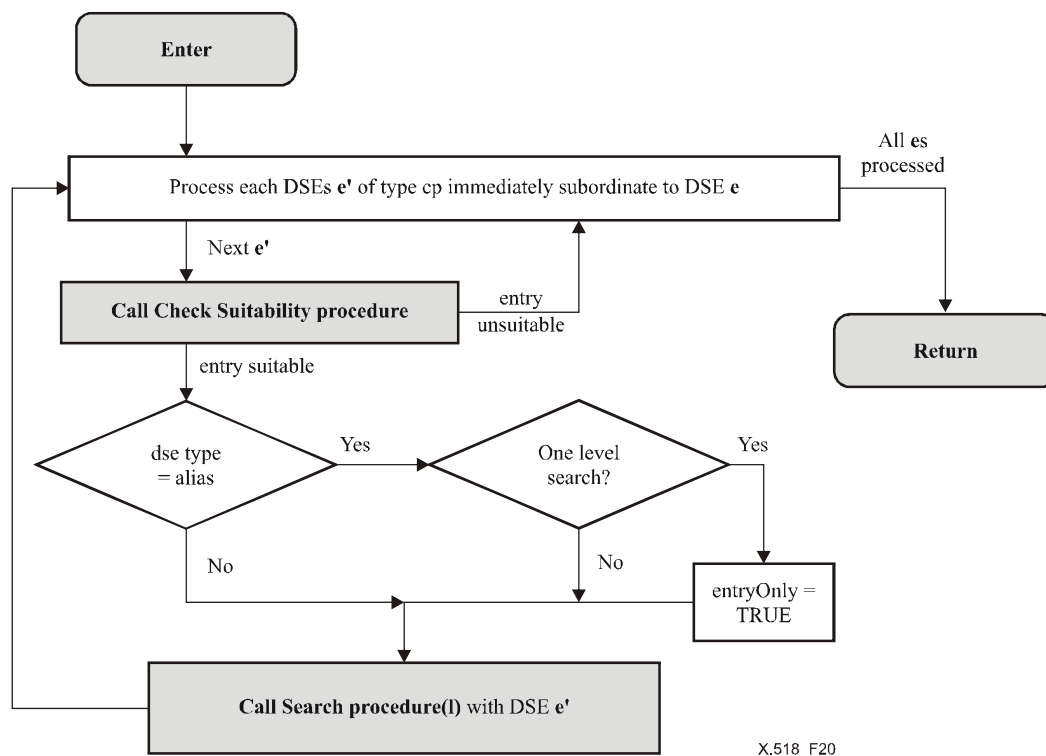 Enter
All es
processed
Process each DSEs e' of type cp immediately subordinate to DSE e
Next e'
Call Check Suitability procedure
entry
unsuitable
Return
entry suitable
dse type
= alias
Yes
One level
search?
Yes
No
No
entryOnly =
TRUE
Call Search procedure(l) with DSE e'
X.518_F20